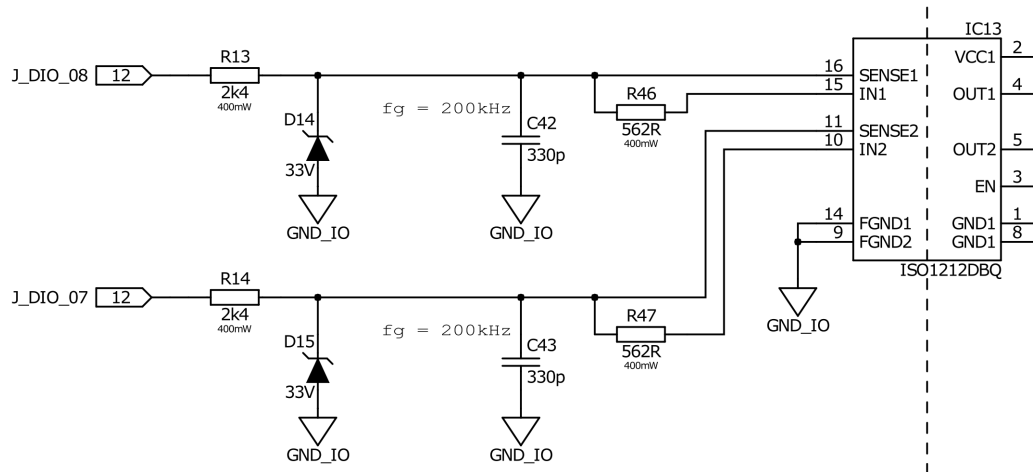 IC13
R13
J_DIO_08
12
2k4
400mW
fg = 200kHz
R46
562R
400mW
D14
33V
C42
330p
GND_IO
GND_IO
16
SENSE1
15
IN1
11
SENSE2
10
IN2
14
FGND1
9
FGND2
VCC1
2
OUT1
4
OUT2
5
EN
3
GND1
1
GND1
8
ISO1212DBQ
GND_IO
R14
J_DIO_07
12
2k4
400mW
fg = 200kHz
R47
562R
400mW
D15
33V
C43
330p
GND_IO
GND_IO